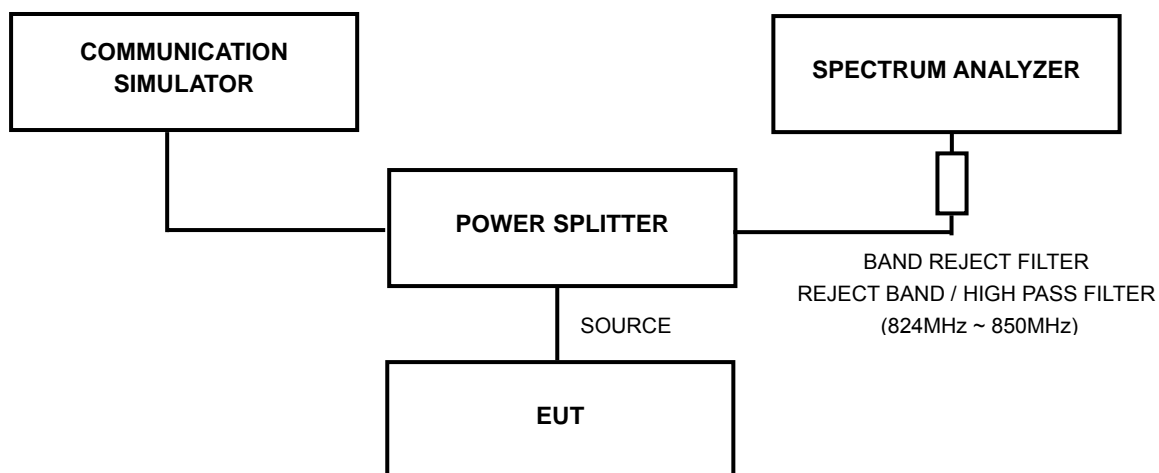 COMMUNICATION
SIMULATOR
SPECTRUM ANALYZER
POWER SPLITTER
BAND REJECT FILTER
REJECT BAND / HIGH PASS FILTER
(824MHz ~ 850MHz)
SOURCE
EUT